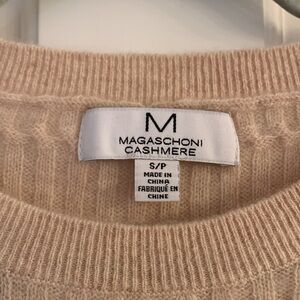 M
MAGASCHONI
CASHMERE
S/P
MADE IN
CHINA
FABRIQUÉ EN
CHINE